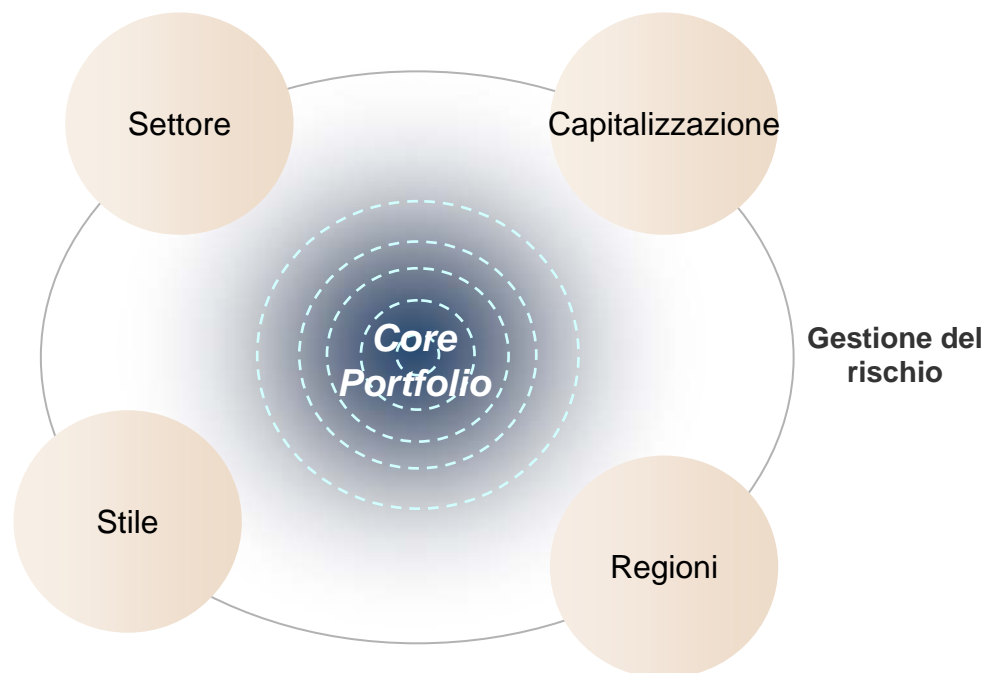 Settore
Capitalizzazione
Core
Portfolio
Gestione del
rischio
Stile
Regioni